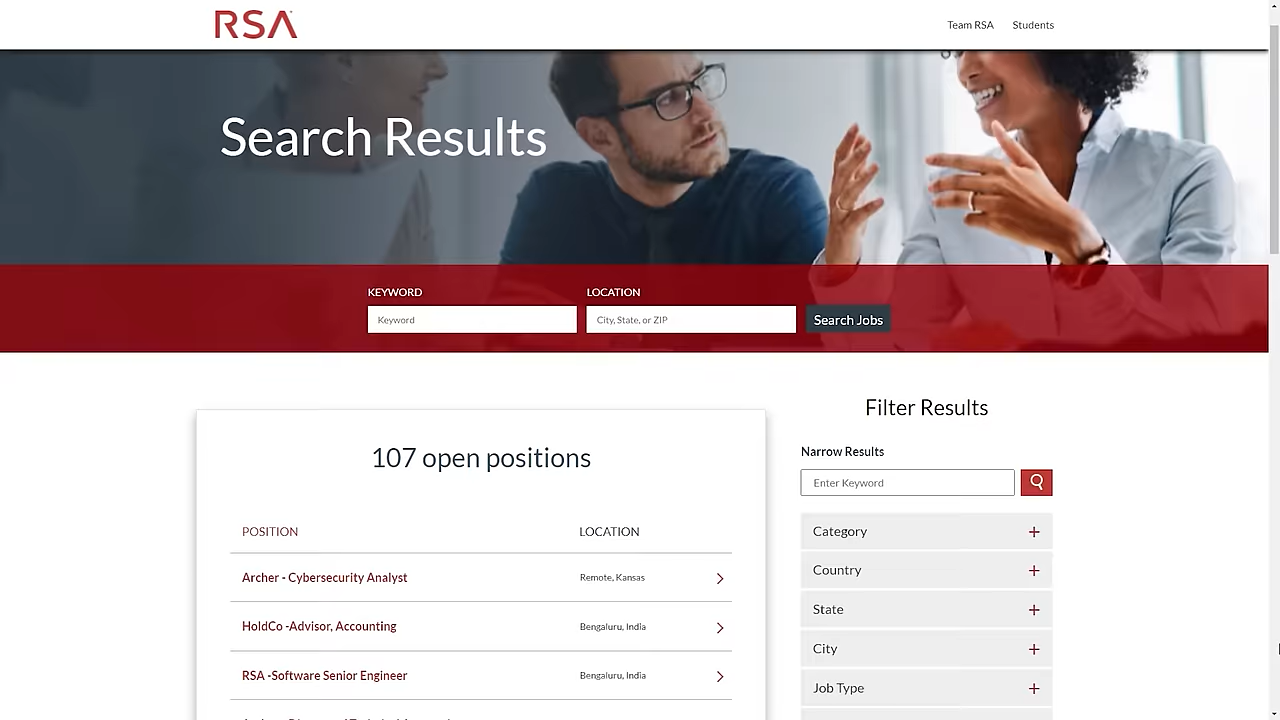 RSA
Team RSA
Students
Search Results
KEYWORD
LOCATION
Keyword
City, State, or ZIP
Search Jobs
107 open positions
POSITION
LOCATION
Archer - Cybersecurity Analyst
Remote, Kansas
HoldCo -Advisor, Accounting
Bengaluru, India
RSA -Software Senior Engineer
Bengaluru, India
Filter Results
Narrow Results
Enter Keyword
Category
Country
State
City
Job Type